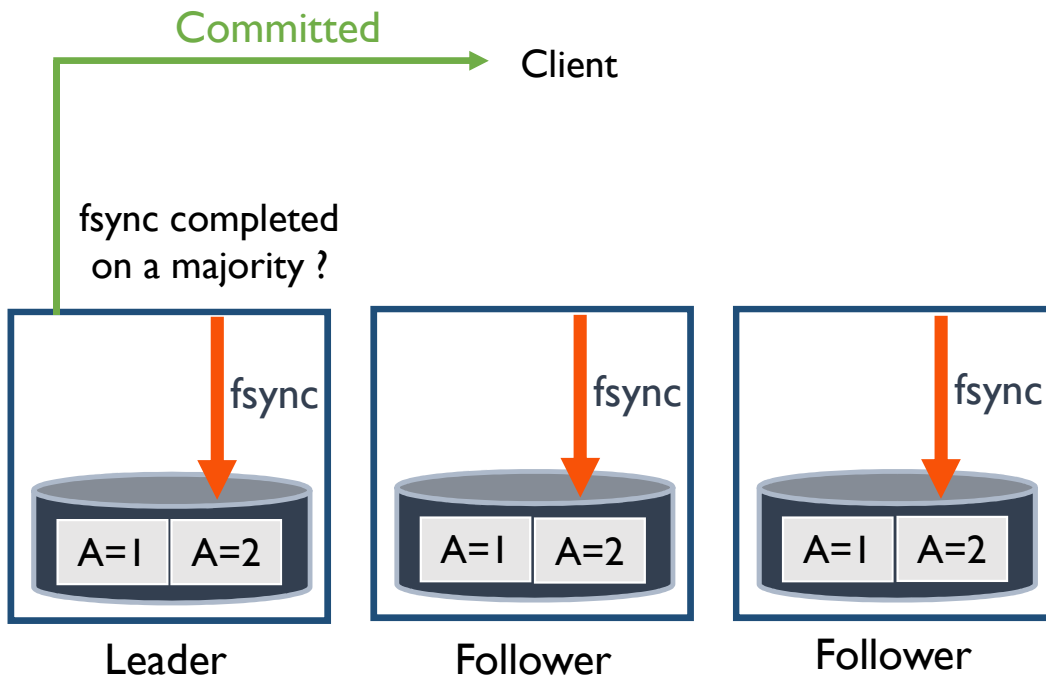 Committed
Client
fsync completed
on a majority ?
fsync
fsync
fsync
A=1 A=2
A=1 A=2
A=1 A=2
Leader
Follower
Follower